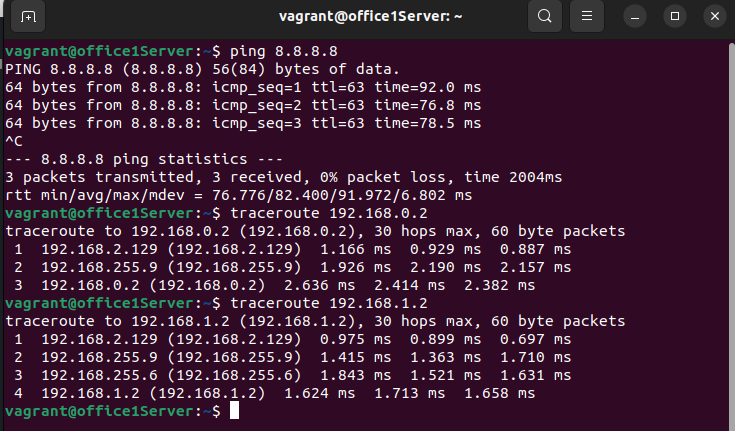 vagrant@office1Server: ~
vagrant@office1Server:~$ ping 8.8.8.8
PING 8.8.8.8 (8.8.8.8) 56(84) bytes of data.
64 bytes from 8.8.8.8: icmp_seq=1 ttl=63 time=92.0 ms
64 bytes from 8.8.8.8: icmp_seq=2 ttl=63 time=76.8 ms
64 bytes from 8.8.8.8: icmp_seq=3 ttl=63 time=78.5 ms
^C
--- 8.8.8.8 ping statistics ---
3 packets transmitted, 3 received, 0% packet loss, time 2004ms
rtt min/avg/max/mdev = 76.776/82.400/91.972/6.802 ms
vagrant@office1Server:~$ traceroute 192.168.0.2
traceroute to 192.168.0.2 (192.168.0.2), 30 hops max, 60 byte packets
 1  192.168.2.129 (192.168.2.129)  1.166 ms  0.929 ms  0.887 ms
 2  192.168.255.9 (192.168.255.9)  1.926 ms  2.190 ms  2.157 ms
 3  192.168.0.2 (192.168.0.2)  2.636 ms  2.414 ms  2.382 ms
vagrant@office1Server:~$ traceroute 192.168.1.2
traceroute to 192.168.1.2 (192.168.1.2), 30 hops max, 60 byte packets
 1  192.168.2.129 (192.168.2.129)  0.975 ms  0.899 ms  0.697 ms
 2  192.168.255.9 (192.168.255.9)  1.415 ms  1.363 ms  1.710 ms
 3  192.168.255.6 (192.168.255.6)  1.843 ms  1.521 ms  1.631 ms
 4  192.168.1.2 (192.168.1.2)  1.624 ms  1.713 ms  1.658 ms
vagrant@office1Server:~$